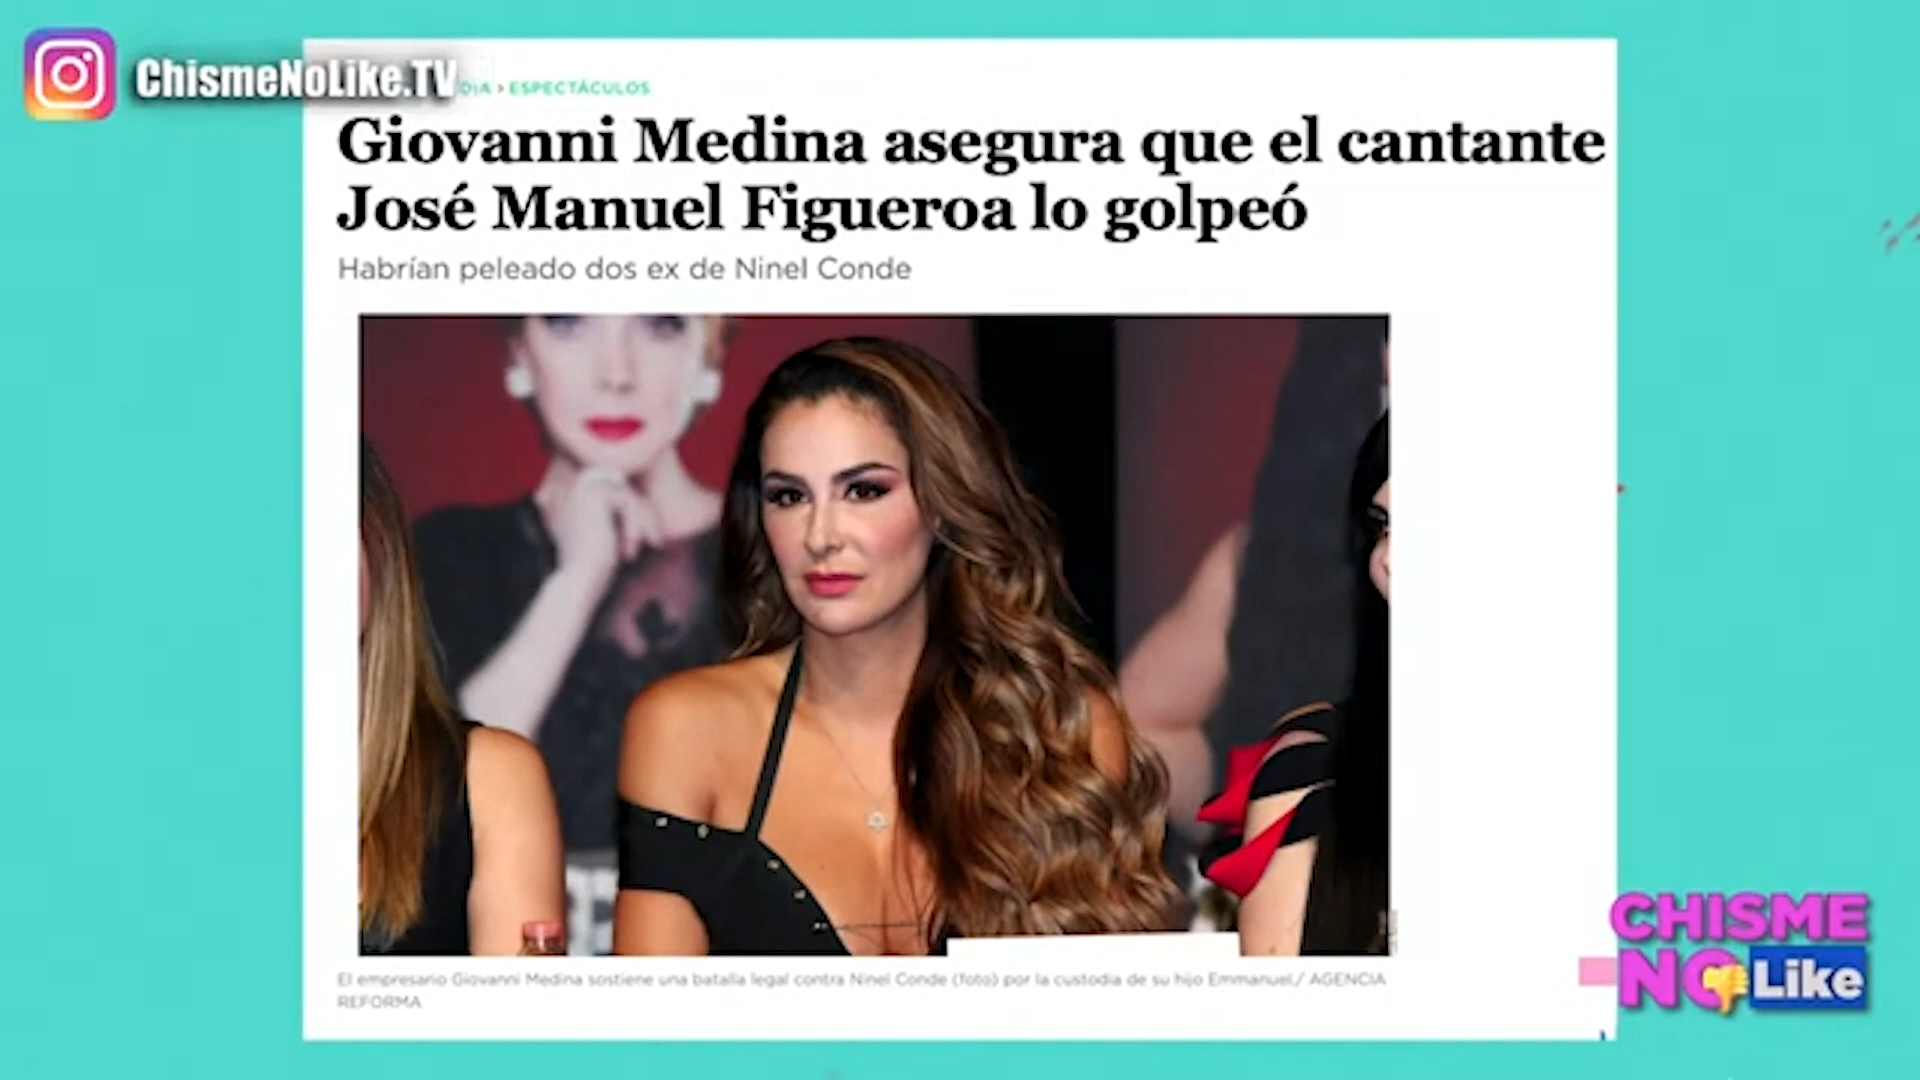 ChismeNoLike.TV
DIA > ESPECTÁCULOS
Giovanni Medina asegura que el cantante
José Manuel Figueroa lo golpeó
Habrían peleado dos ex de Ninel Conde
El empresario Giovanni Medina sostiene una batalla legal contra Ninel Conde (foto) por la custodia de su hijo Emmanuel./ AGENCIA
REFORMA
CHISME
NO Like